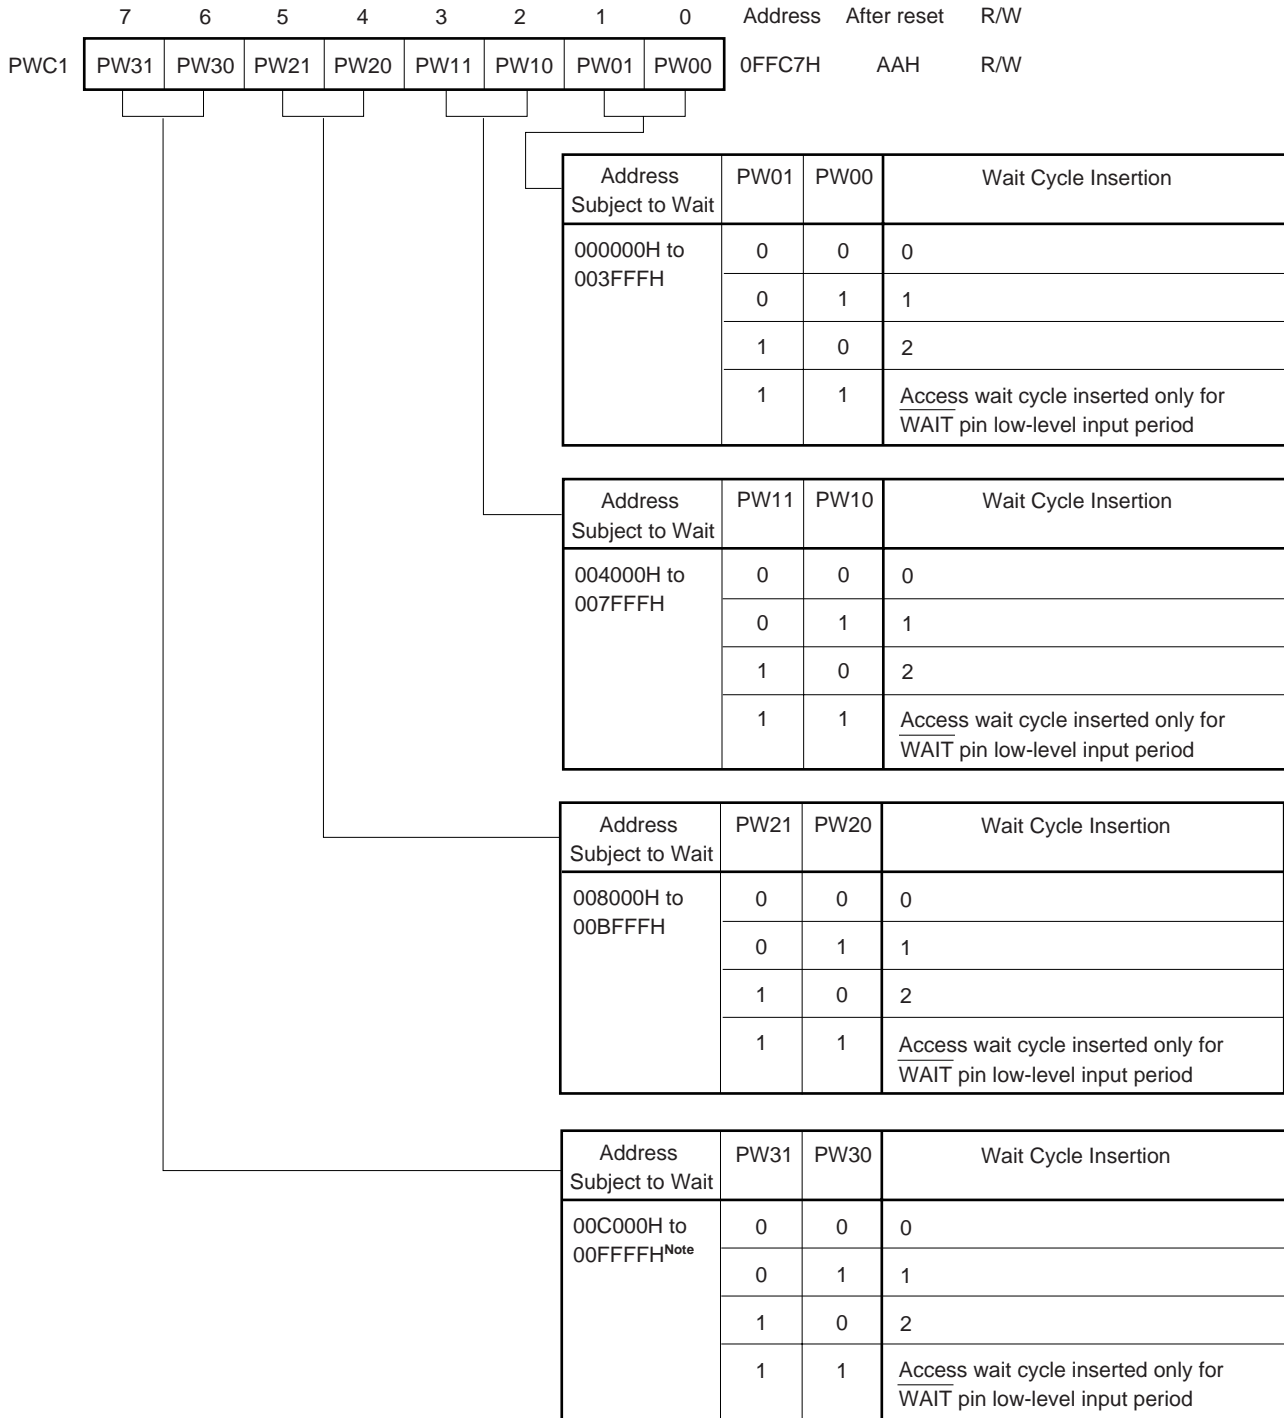 7 6 5 4 3 2 1 0 Address After reset R/W
PWC1 PW31 PW30 PW21 PW20 PW11 PW10 PW01 PW00 0FFC7H AAH R/W
Address Subject to Wait PW01 PW00 Wait Cycle Insertion
000000H to 003FFFH 0 0 0
0 1 1
1 0 2
1 1 Access wait cycle inserted only for
WAIT pin low-level input period
Address Subject to Wait PW11 PW10 Wait Cycle Insertion
004000H to 007FFFH 0 0 0
0 1 1
1 0 2
1 1 Access wait cycle inserted only for
WAIT pin low-level input period
Address Subject to Wait PW21 PW20 Wait Cycle Insertion
008000H to 00BFFFH 0 0 0
0 1 1
1 0 2
1 1 Access wait cycle inserted only for
WAIT pin low-level input period
Address Subject to Wait PW31 PW30 Wait Cycle Insertion
00C000H to 00FFFFH Note 0 0 0
0 1 1
1 0 2
1 1 Access wait cycle inserted only for
WAIT pin low-level input period